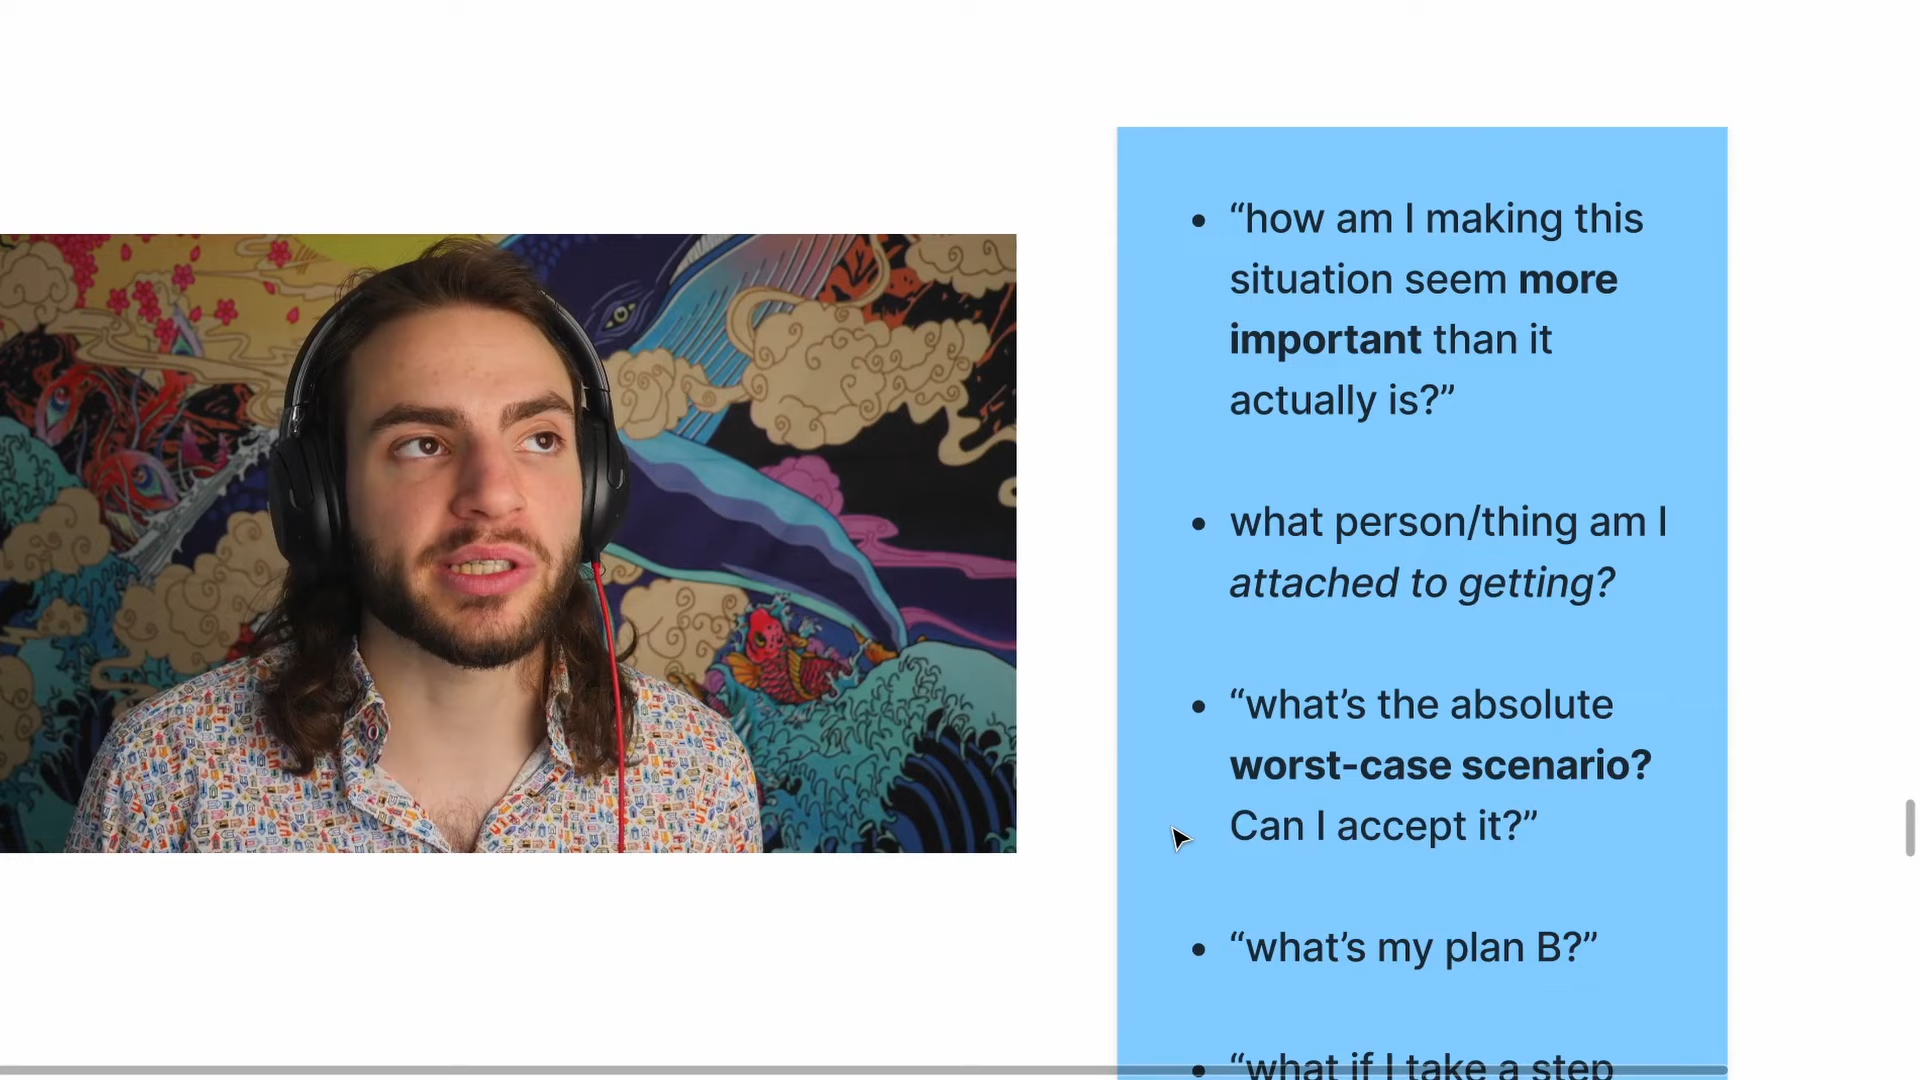 • “how am I making this
situation seem more
important than it
actually is?”
• what person/thing am I
attached to getting?
• “what’s the absolute
worst-case scenario?
Can I accept it?”
• “what’s my plan B?”
• “what if I take a step